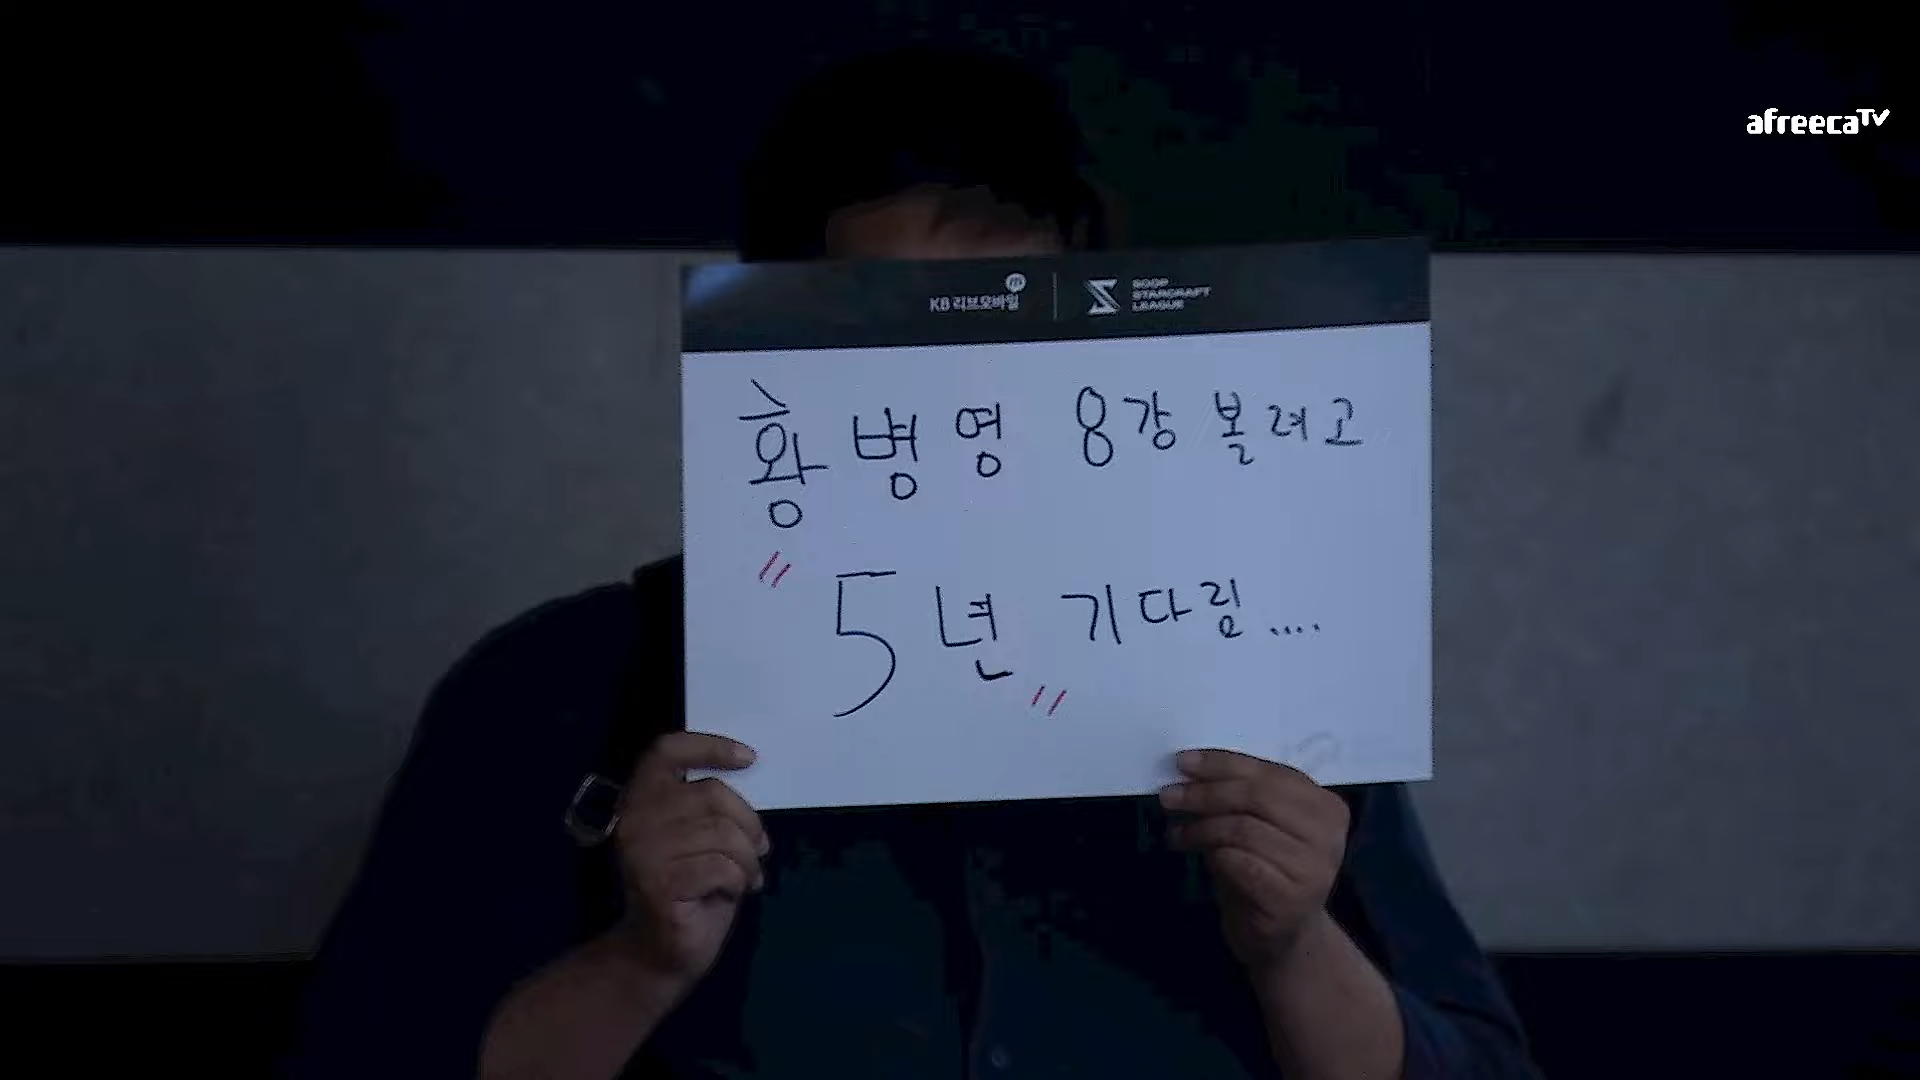 afreecaTV
KB 리브모바일
SOOP
STARCRAFT
LEAGUE
황병영 8강 볼려고
"5년" 기다림....